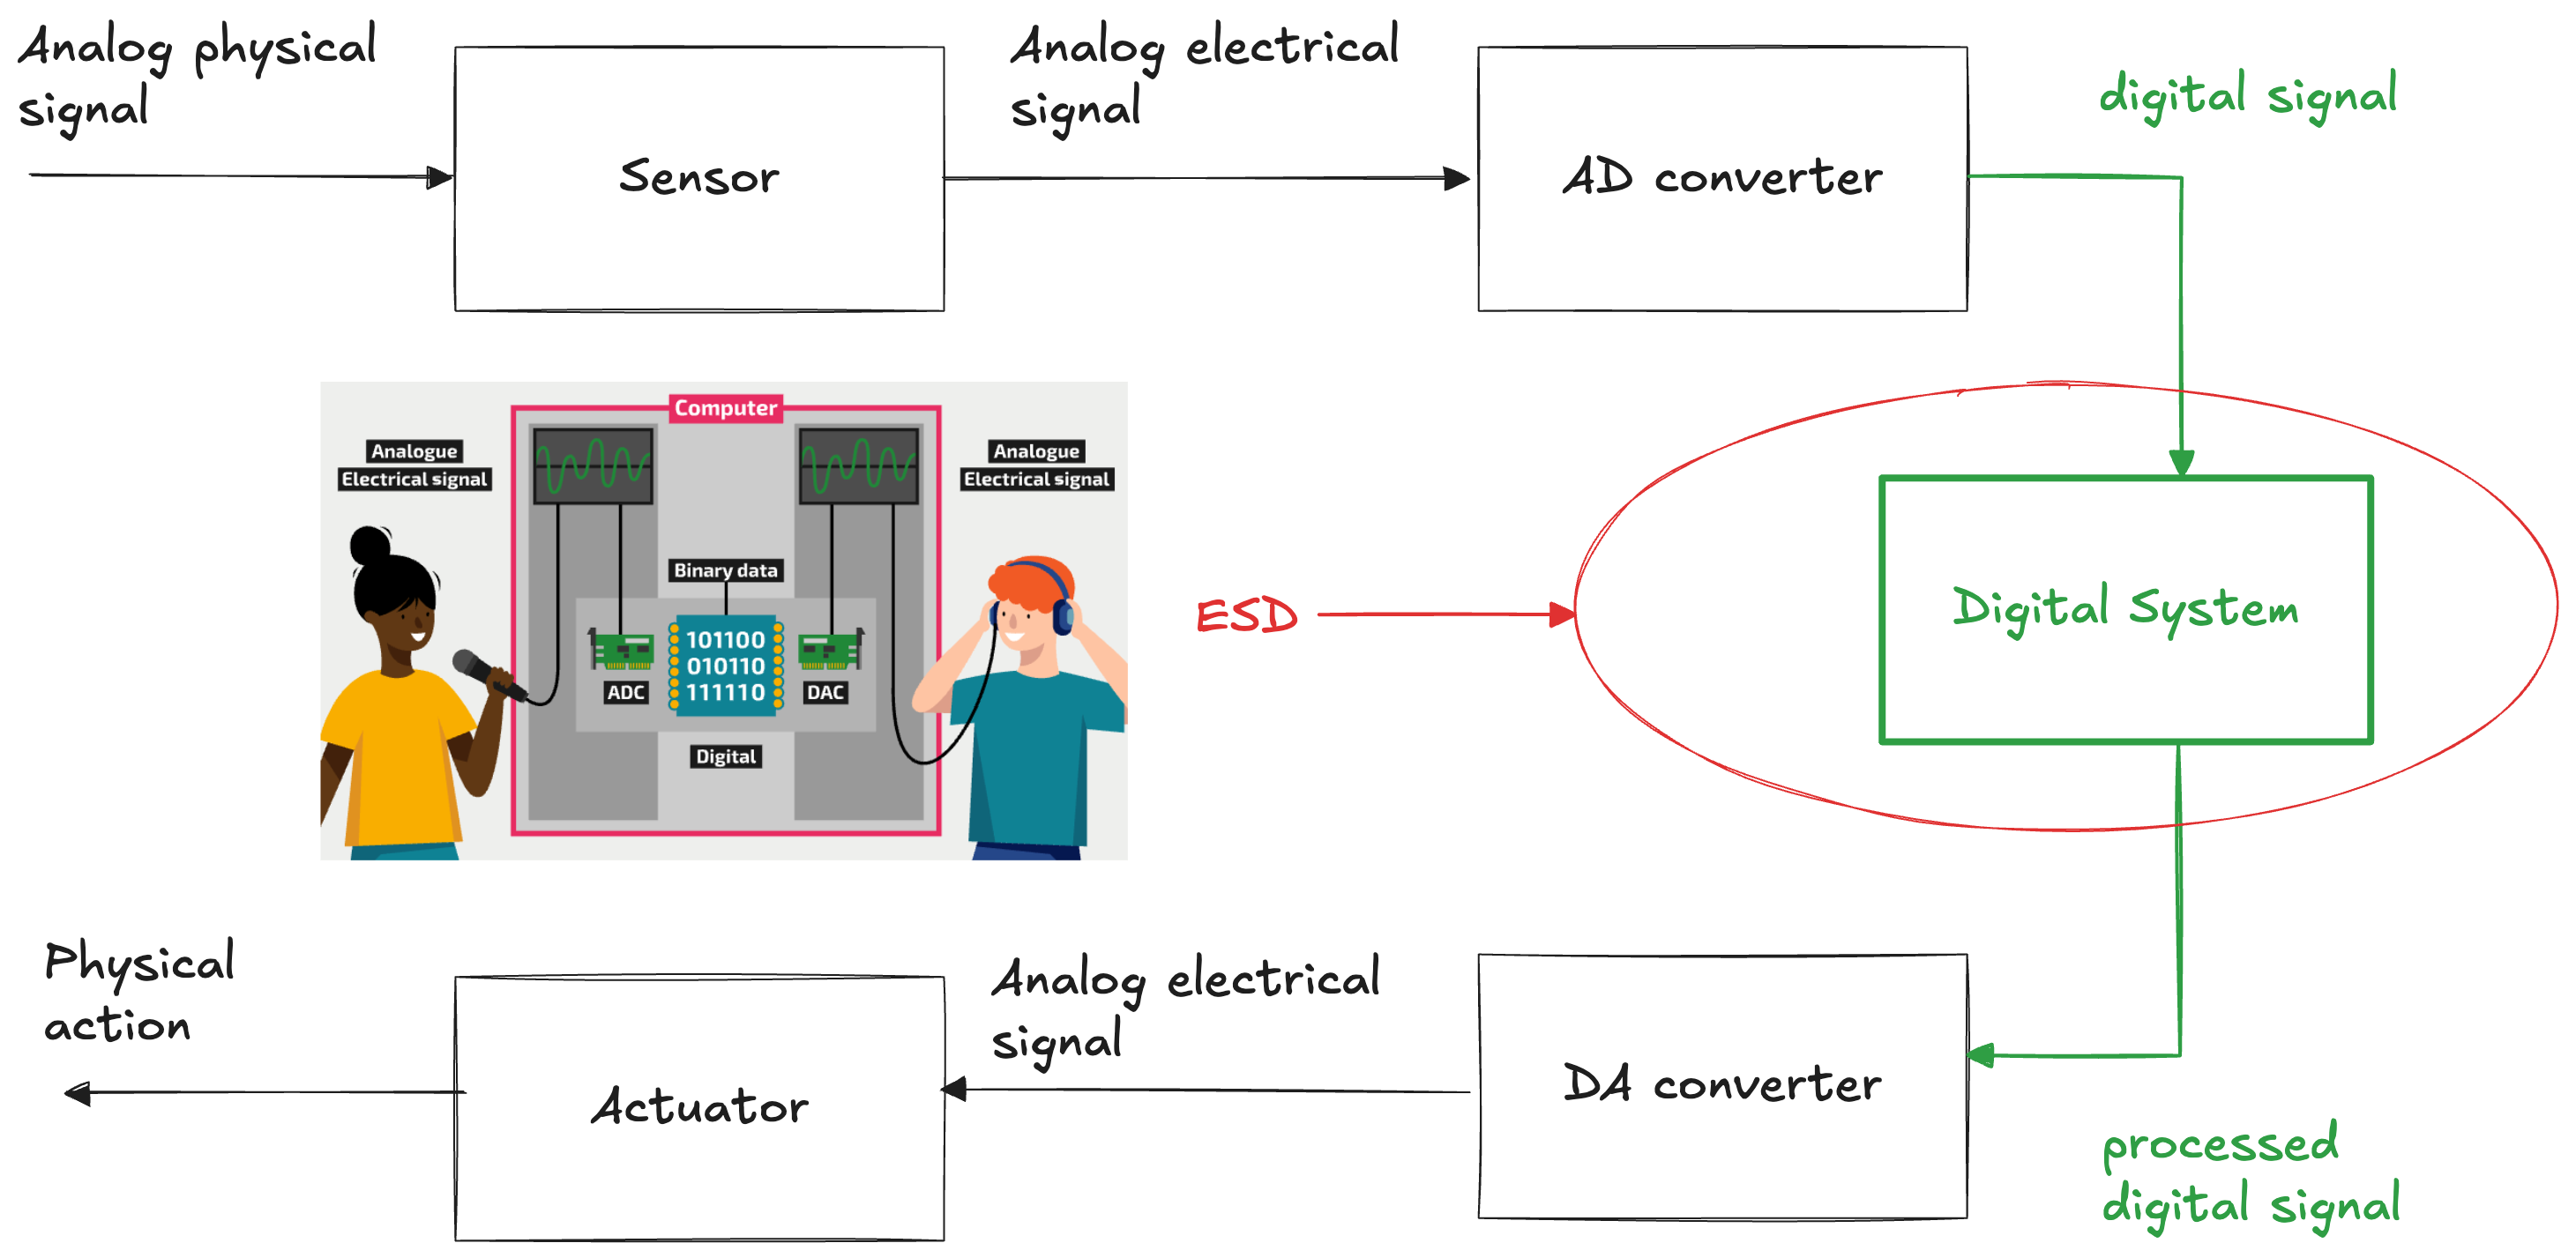 Analog physical
signal
Sensor
Analog electrical
signal
AD converter
digital signal
Computer
Analogue
Electrical signal
Analogue
Electrical signal
Binary data
101100
010110
111110
ADC
DAC
Digital
ESD
Digital System
Physical
action
Actuator
Analog electrical
signal
DA converter
processed
digital signal